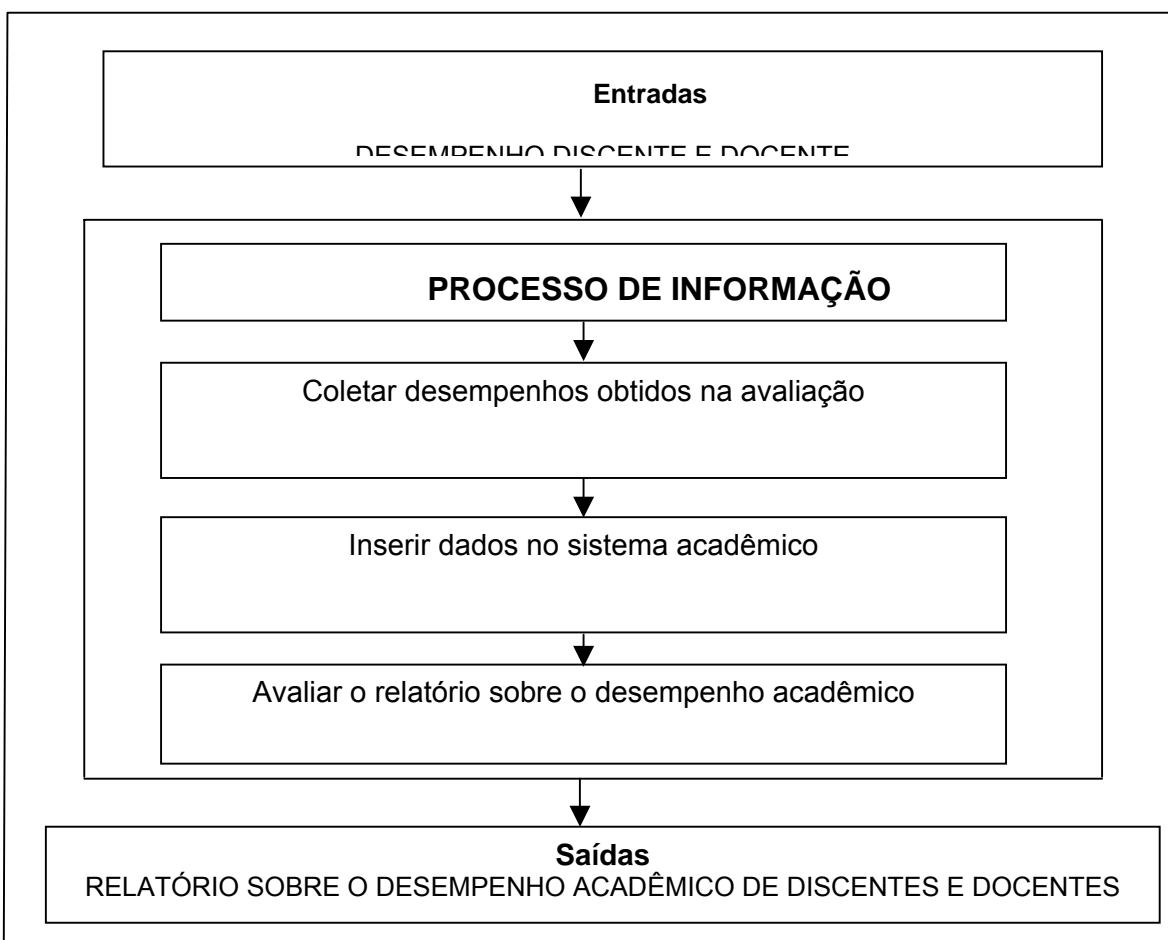 Entradas
DESEMPENHO DISCENTE E DOCENTE
PROCESSO DE INFORMAÇÃO
Coletar desempenhos obtidos na avaliação
Inserir dados no sistema acadêmico
Avaliar o relatório sobre o desempenho acadêmico
Saídas
RELATÓRIO SOBRE O DESEMPENHO ACADÊMICO DE DISCENTES E DOCENTES